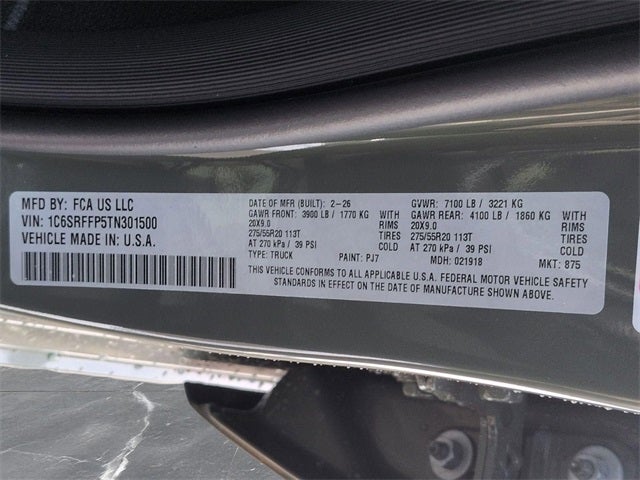 MFD BY: FCA US LLC
VIN: 1C6SRFFP5TN301500
VEHICLE MADE IN: U.S.A.
DATE OF MFR (BUILT): 2-26
GAWR FRONT: 3900 LB / 1770 KG
20X9.0 RIMS
275/55R20 113T TIRES
AT 270 kPa / 39 PSI COLD
TYPE: TRUCK PAINT: PJ7
GVWR: 7100 LB / 3221 KG
GAWR REAR: 4100 LB / 1860 KG
20X9.0 RIMS
275/55R20 113T TIRES
AT 270 kPa / 39 PSI COLD
MDH: 021918 MKT: 875
THIS VEHICLE CONFORMS TO ALL APPLICABLE U.S.A. FEDERAL MOTOR VEHICLE SAFETY
STANDARDS IN EFFECT ON THE DATE OF MANUFACTURE SHOWN ABOVE.